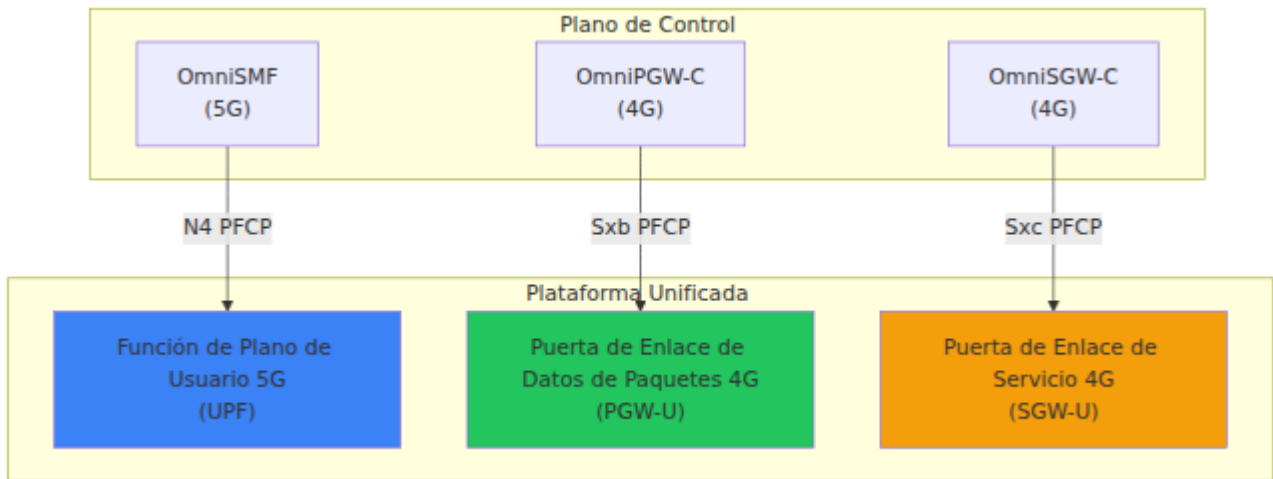 Plano de Control
OmniSMF
(5G)
OmniPGW-C
(4G)
OmniSGW-C
(4G)
N4 PFCP
Sxb PFCP
Sxc PFCP
Plataforma Unificada
Función de Plano de
Usuario 5G
(UPF)
Puerta de Enlace de
Datos de Paquetes 4G
(PGW-U)
Puerta de Enlace de
Servicio 4G
(SGW-U)